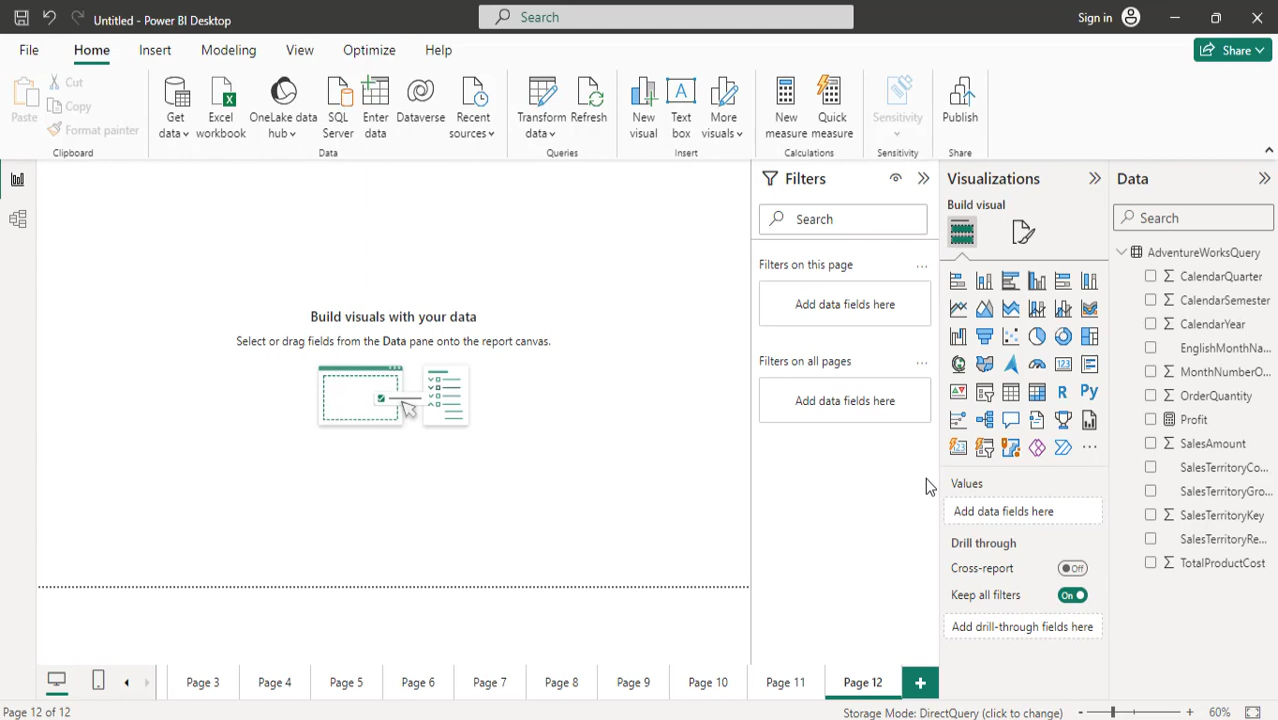 Untitled - Power BI Desktop
Search
Sign in
File
Home
Insert
Modeling
View
Optimize
Help
Share
Paste
Cut
Copy
Format painter
Get data
Excel workbook
OneLake data hub
SQL Server
Enter data
Dataverse
Recent sources
Transform data
Refresh
New visual
Text box
More visuals
New measure
Quick measure
Sensitivity
Publish
Clipboard
Data
Queries
Insert
Calculations
Sensitivity
Share
Build visuals with your data
Select or drag fields from the Data pane onto the report canvas.
Filters
Search
Filters on this page
...
Add data fields here
Filters on all pages
...
Add data fields here
Visualizations
Build visual
123
R
Py
...
Values
Add data fields here
Drill through
Cross-report
Off
Keep all filters
On
Add drill-through fields here
Data
Search
AdventureWorksQuery
CalendarQuarter
CalendarSemester
CalendarYear
EnglishMonthNa...
MonthNumberO...
OrderQuantity
Profit
SalesAmount
SalesTerritoryCo...
SalesTerritoryGro...
SalesTerritoryKey
SalesTerritoryRe...
TotalProductCost
Page 3
Page 4
Page 5
Page 6
Page 7
Page 8
Page 9
Page 10
Page 11
Page 12
Page 12 of 12
Storage Mode: DirectQuery (click to change)
60%